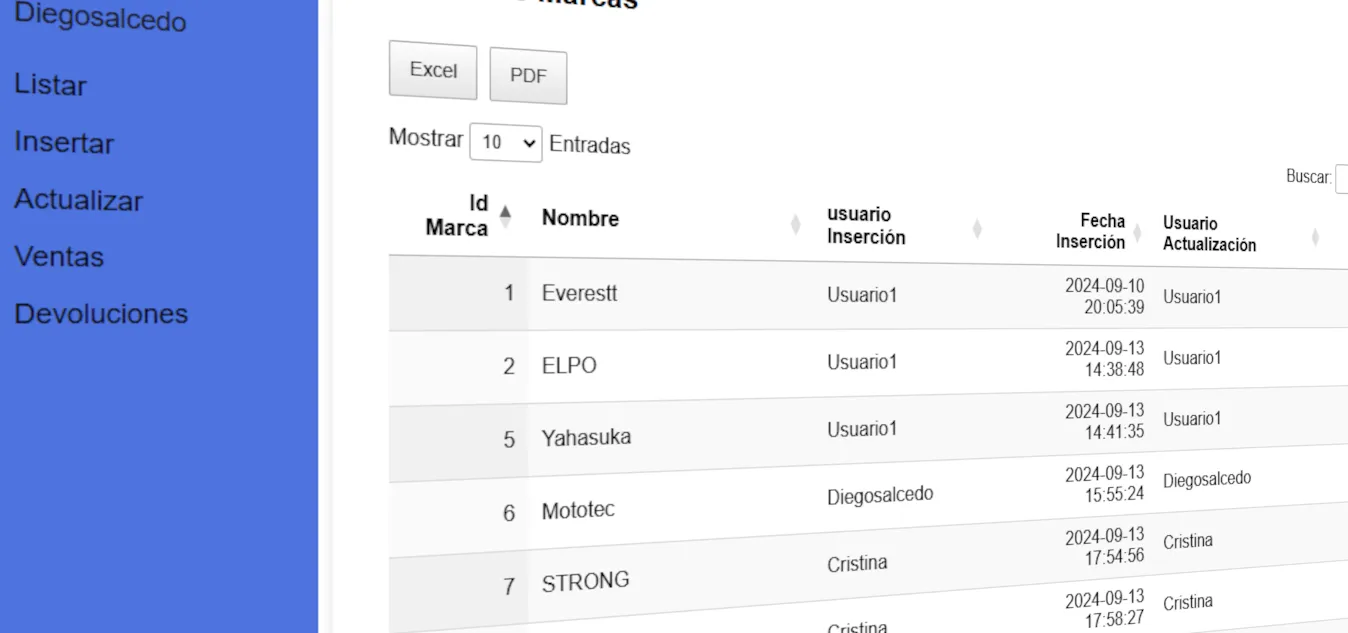 Diegosalcedo
Listar
Insertar
Actualizar
Ventas
Devoluciones
Marcas
Excel PDF
Mostrar 10 Entradas
Buscar:
Id Marca Nombre usuario Inserción Fecha Inserción Usuario Actualización
1 Everestt Usuario1 2024-09-10 20:05:39 Usuario1
2 ELPO Usuario1 2024-09-13 14:38:48 Usuario1
5 Yahasuka Usuario1 2024-09-13 14:41:35 Usuario1
6 Mototec Diegosalcedo 2024-09-13 15:55:24 Diegosalcedo
7 STRONG Cristina 2024-09-13 17:54:56 Cristina
Cristina 2024-09-13 17:58:27 Cristina